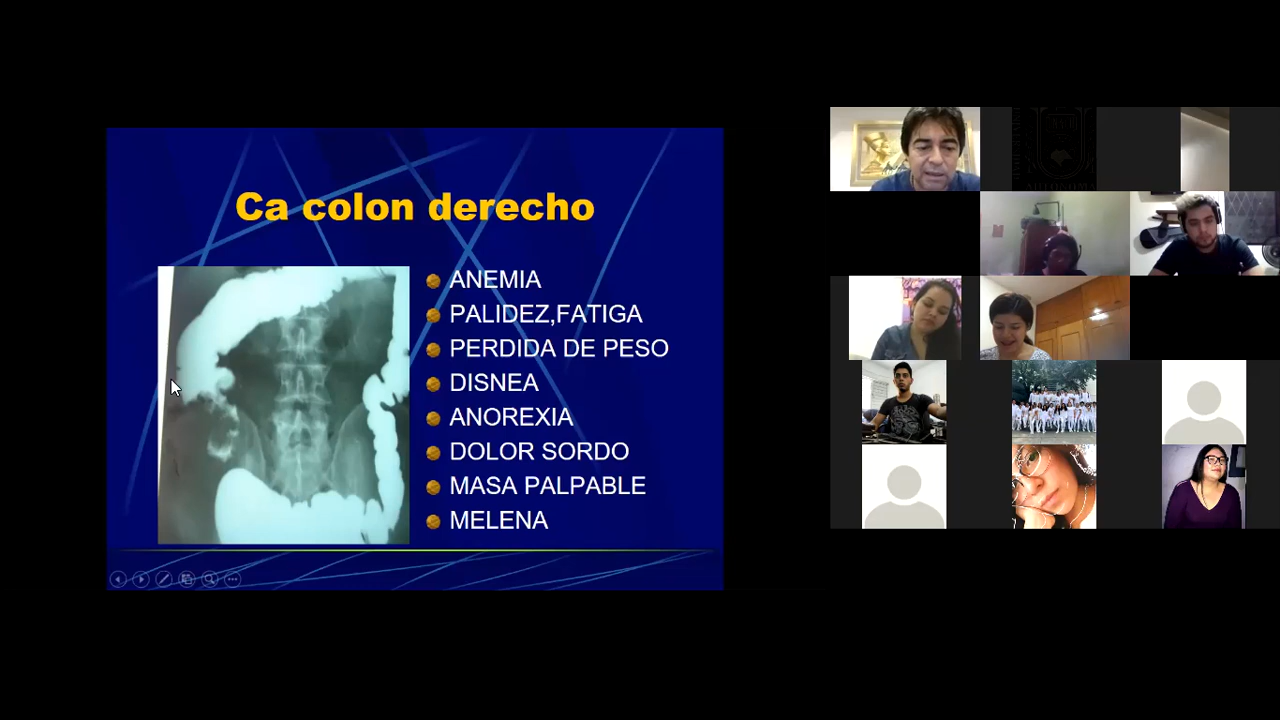 Ca colon derecho
ANEMIA
PALIDEZ,FATIGA
PERDIDA DE PESO
DISNEA
ANOREXIA
DOLOR SORDO
MASA PALPABLE
MELENA